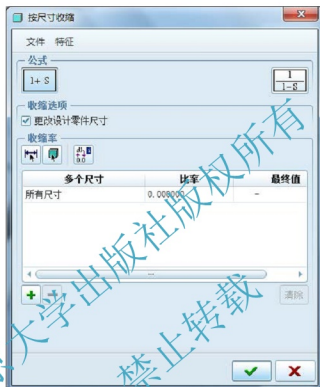 按尺寸收缩
文件 特征
公式
1+ S
1
1-S
收缩选项
更改设计零件尺寸
收缩率
多个尺寸 比率 最终值
所有尺寸 0.000000 -
清除
大学出版社版权所有
禁止转载